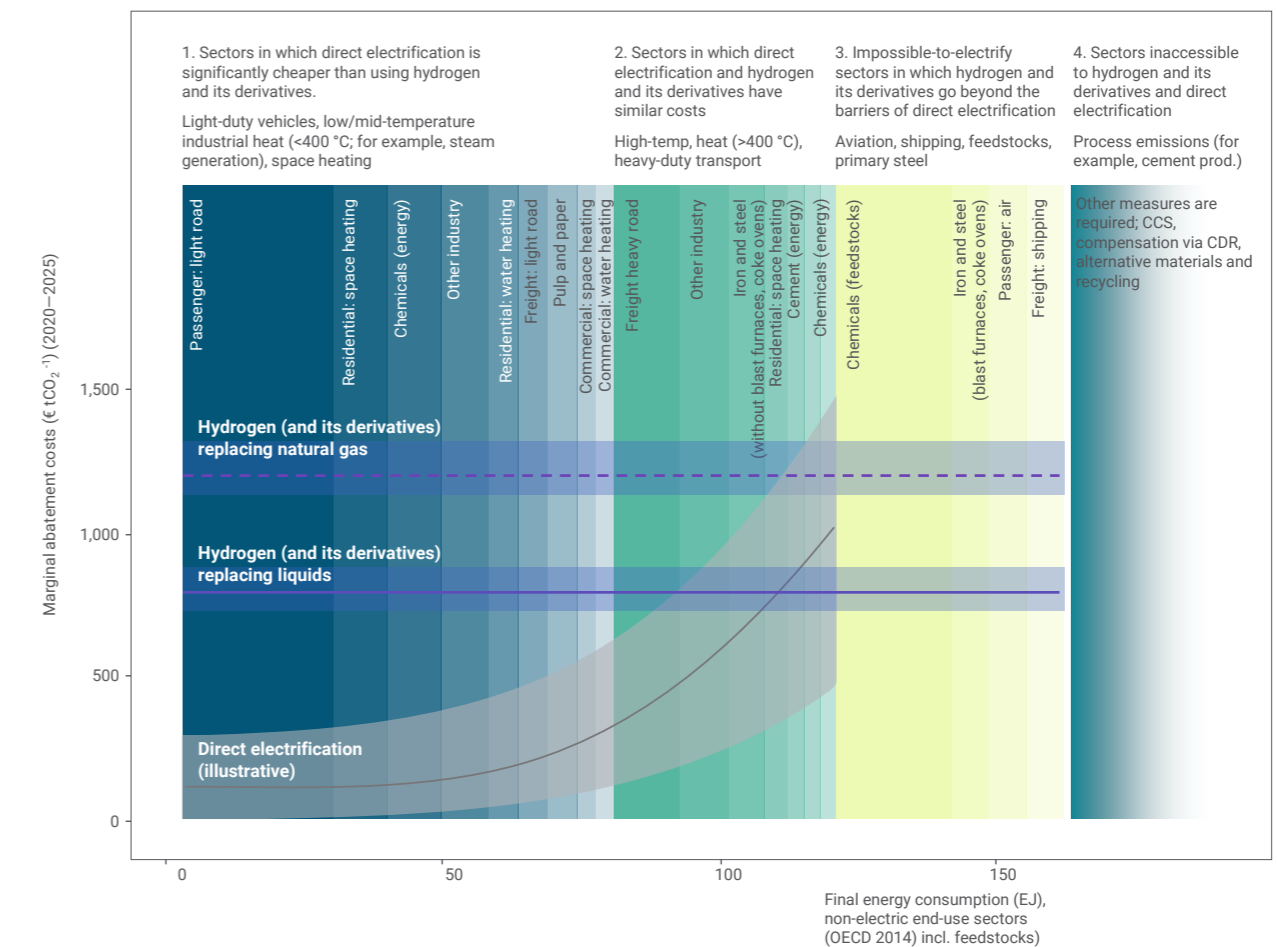 1. Sectors in which direct electrification is
significantly cheaper than using hydrogen
and its derivatives.
Light-duty vehicles, low/mid-temperature
industrial heat (<400 °C; for example, steam
generation), space heating
2. Sectors in which direct
electrification and hydrogen
and its derivatives have
similar costs
High-temp, heat (>400 °C),
heavy-duty transport
3. Impossible-to-electrify
sectors in which hydrogen and
its derivatives go beyond the
barriers of direct electrification
Aviation, shipping, feedstocks,
primary steel
4. Sectors inaccessible
to hydrogen and its
derivatives and direct
electrification
Process emissions (for
example, cement prod.)
Passenger: light road
Residential: space heating
Chemicals (energy)
Other industry
Residential: water heating
Freight: light road
Pulp and paper
Commercial: space heating
Commercial: water heating
Freight heavy road
Other industry
Iron and steel
(without blast furnaces, coke ovens)
Residential: space heating
Cement (energy)
Chemicals (energy)
Chemicals (feedstocks)
Iron and steel
(blast furnaces, coke ovens)
Passenger: air
Freight: shipping
Other measures are
required; CCS,
compensation via CDR,
alternative materials and
recycling
Marginal abatement costs (€ tCO₂ ⁻¹) (2020–2025)
1,500
1,000
500
0
Hydrogen (and its derivatives)
replacing natural gas
Hydrogen (and its derivatives)
replacing liquids
Direct electrification
(illustrative)
0
50
100
150
Final energy consumption (EJ),
non-electric end-use sectors
(OECD 2014) incl. feedstocks)